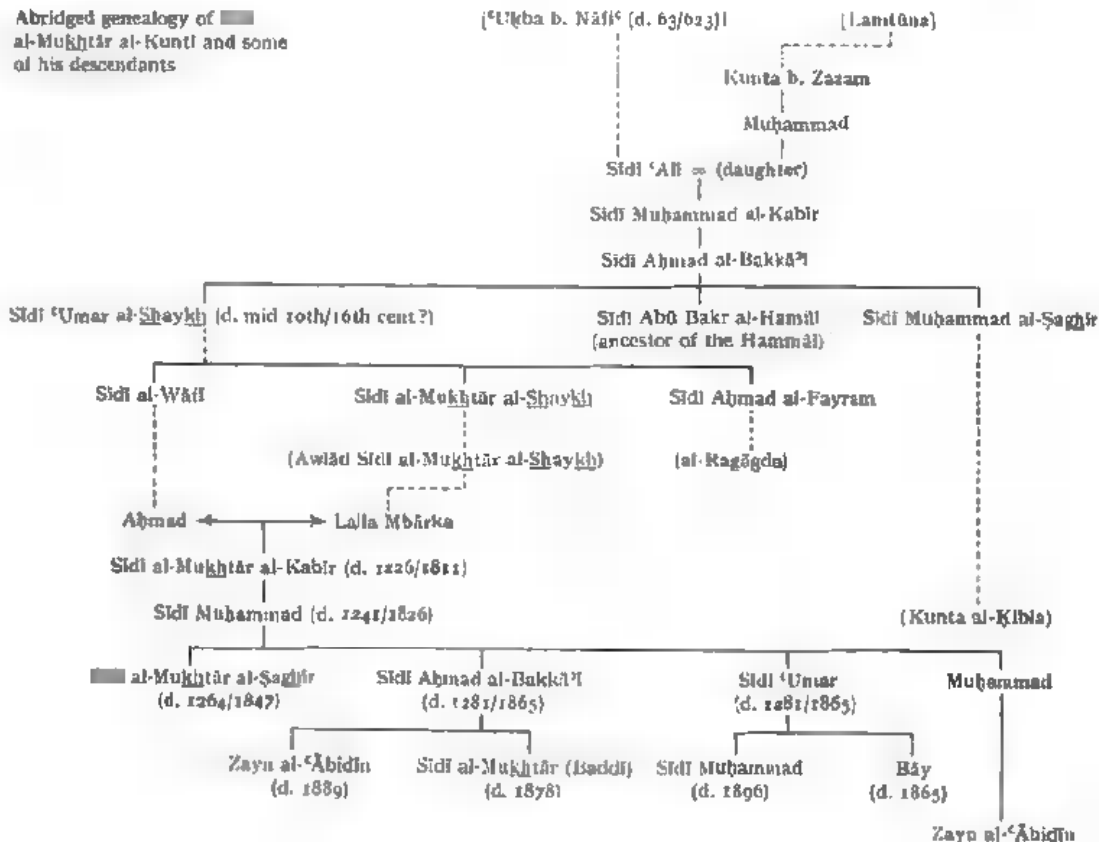 Abridged genealogy of
al-Mukhtār al-Kuntī and some
of his descendants
[ʿUḳba b. Nāfiʿ (d. 63/623)]
[Lamtūna]
Kunta b. Zazam
Muḥammad
Sīdī ʿAlī = (daughter)
Sīdī Muḥammad al-Kabīr
Sīdī Aḥmad al-Bakkāʾī
Sīdī ʿUmar al-Shaykh (d. mid 10th/16th cent?)
Sīdī Abū Bakr al-Hamāl
(ancestor of the Hammāl)
Sīdī Muḥammad al-Ṣaghīr
Sīdī al-Wāfī
Sīdī al-Mukhtār al-Shaykh
Sīdī Aḥmad al-Fayram
(Awlād Sīdī al-Mukhtār al-Shaykh)
(al-Ragāgda)
Aḥmad
Lalla Mbārka
Sīdī al-Mukhtār al-Kabīr (d. 1226/1811)
Sīdī Muḥammad (d. 1241/1826)
(Kunta al-Ḳibla)
al-Mukhtār al-Ṣaghīr
(d. 1264/1847)
Sīdī Aḥmad al-Bakkāʾī
(d. 1281/1865)
Sīdī ʿUmar
(d. 1281/1865)
Muḥammad
Zayn al-ʿĀbidīn
(d. 1889)
Sīdī al-Mukhtār (Baddī)
(d. 1878)
Sīdī Muḥammad
(d. 1896)
Bāy
(d. 1865)
Zayn al-ʿĀbidīn